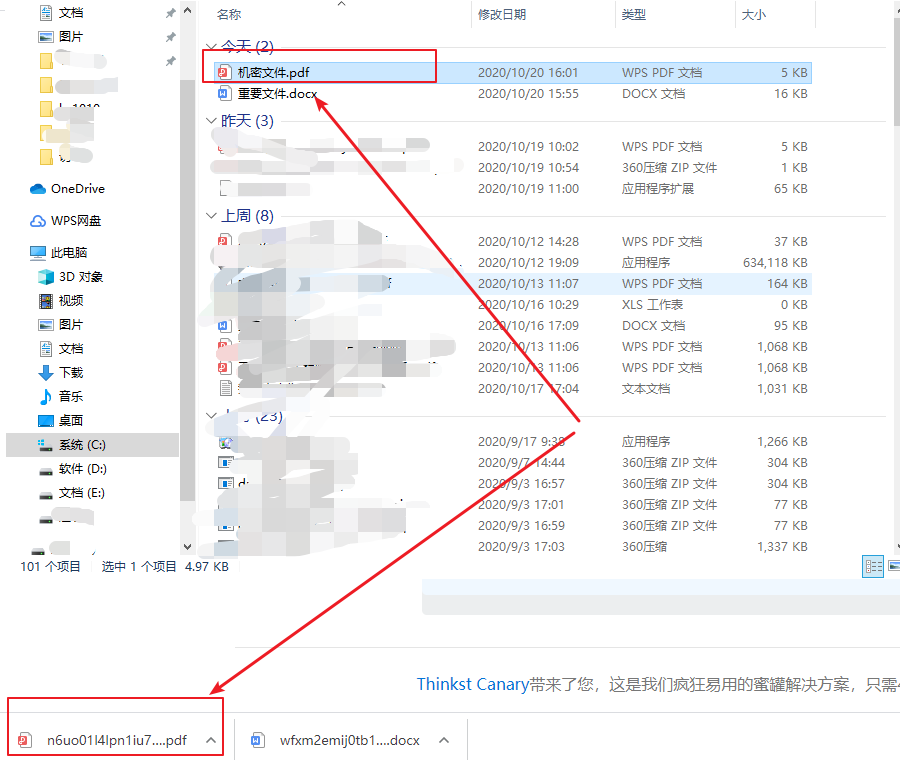 文档
图片
OneDrive
WPS网盘
此电脑
3D 对象
视频
图片
文档
下载
音乐
桌面
系统 (C:)
软件 (D:)
文档 (E:)
101 个项目 选中 1 个项目 4.97 KB
名称 修改日期 类型 大小
今天 (2)
机密文件.pdf 2020/10/20 16:01 WPS PDF 文档 5 KB
重要文件.docx 2020/10/20 15:55 DOCX 文档 16 KB
昨天 (3)
2020/10/19 10:02 WPS PDF 文档 5 KB
2020/10/19 10:54 360压缩 ZIP 文件 1 KB
2020/10/19 11:00 应用程序扩展 65 KB
上周 (8)
2020/10/12 14:28 WPS PDF 文档 37 KB
2020/10/12 19:09 应用程序 634,118 KB
2020/10/13 11:07 WPS PDF 文档 164 KB
2020/10/16 10:29 XLS 工作表 0 KB
2020/10/16 17:09 DOCX 文档 95 KB
2020/10/13 11:06 WPS PDF 文档 1,068 KB
2020/10/13 11:06 WPS PDF 文档 1,068 KB
2020/10/17 17:04 文本文档 1,031 KB
(23)
2020/9/17 9:38 应用程序 1,266 KB
2020/9/7 14:44 360压缩 ZIP 文件 304 KB
2020/9/3 16:57 360压缩 ZIP 文件 304 KB
2020/9/3 17:01 360压缩 ZIP 文件 77 KB
2020/9/3 16:59 360压缩 ZIP 文件 77 KB
2020/9/3 17:03 360压缩 1,337 KB
Thinkst Canary带来了您，这是我们疯狂易用的蜜罐解决方案，只需
n6uo01l4lpn1iu7....pdf wfxm2emij0tb1....docx